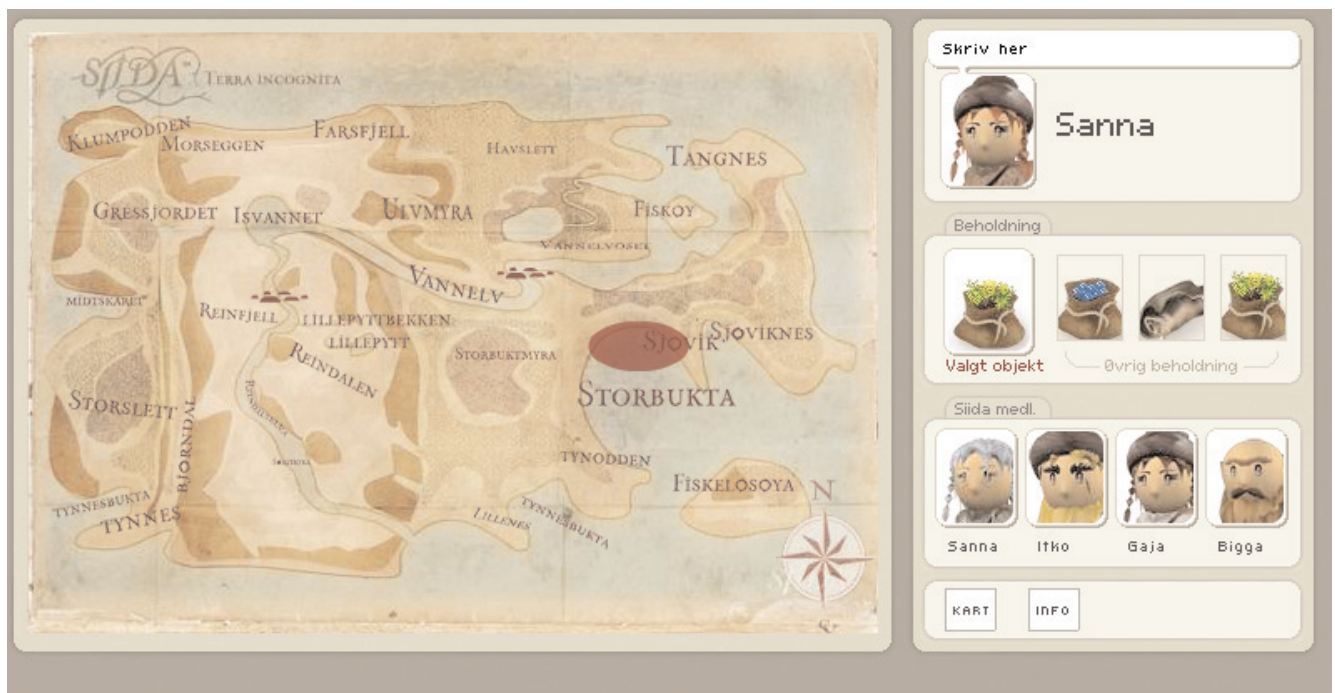 SIIDA™ TERRA INCOGNITA
KLUMPODDEN
MORSEGGEN
FARSFJELL
HAVSLETT
TANGNES
GRESSJORDET
ISVANNET
ULVMYRA
FISKOY
VANNELVOSET
VANNELV
MIDTSKARET
REINFJELL
LILLEPYTTBEKKEN
LILLEPYTT
REINDALEN
STORBUKTMYRA
SJOVIK
SJOVIKNES
STORSLETT
STORBUKTA
BJORNDAL
TYNODDEN
FISKELOSOYA
N
TYNNESBUKTA
TYNNES
LILLENES
TYNNESBUKTA
Skriv her
Sanna
Beholdning
Valgt objekt
Øvrig beholdning
Siida medl.
Sanna
Itko
Gaja
Bigga
KART
INFO